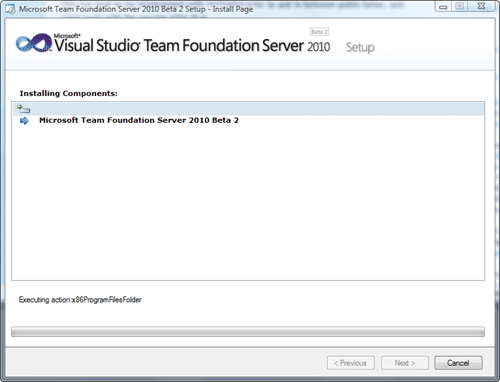 Microsoft Team Foundation Server 2010 Beta 2 Setup - Install Page
Microsoft®
Visual Studio® Team Foundation Server 2010 Beta 2 Setup
Installing Components:
Microsoft Team Foundation Server 2010 Beta 2
Executing action:x86ProgramFilesFolder
< Previous Next > Cancel